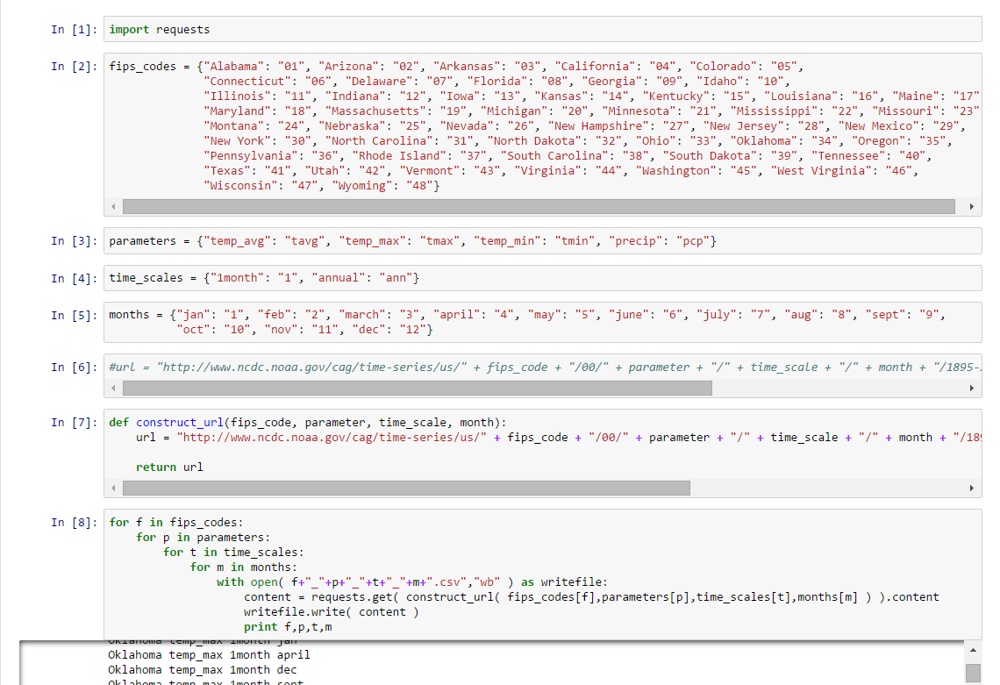 In [1]: import requests
In [2]: fips_codes = {"Alabama": "01", "Arizona": "02", "Arkansas": "03", "California": "04", "Colorado": "05",
"Connecticut": "06", "Delaware": "07", "Florida": "08", "Georgia": "09", "Idaho": "10",
"Illinois": "11", "Indiana": "12", "Iowa": "13", "Kansas": "14", "Kentucky": "15", "Louisiana": "16", "Maine": "17"
"Maryland": "18", "Massachusetts": "19", "Michigan": "20", "Minnesota": "21", "Mississippi": "22", "Missouri": "23"
"Montana": "24", "Nebraska": "25", "Nevada": "26", "New Hampshire": "27", "New Jersey": "28", "New Mexico": "29",
"New York": "30", "North Carolina": "31", "North Dakota": "32", "Ohio": "33", "Oklahoma": "34", "Oregon": "35",
"Pennsylvania": "36", "Rhode Island": "37", "South Carolina": "38", "South Dakota": "39", "Tennessee": "40",
"Texas": "41", "Utah": "42", "Vermont": "43", "Virginia": "44", "Washington": "45", "West Virginia": "46",
"Wisconsin": "47", "Wyoming": "48"}
In [3]: parameters = {"temp_avg": "tavg", "temp_max": "tmax", "temp_min": "tmin", "precip": "pcp"}
In [4]: time_scales = {"1month": "1", "annual": "ann"}
In [5]: months = {"jan": "1", "feb": "2", "march": "3", "april": "4", "may": "5", "june": "6", "july": "7", "aug": "8", "sept": "9",
"oct": "10", "nov": "11", "dec": "12"}
In [6]: #url = "http://www.ncdc.noaa.gov/cag/time-series/us/" + fips_code + "/00/" + parameter + "/" + time_scale + "/" + month + "/1895-
In [7]: def construct_url(fips_code, parameter, time_scale, month):
url = "http://www.ncdc.noaa.gov/cag/time-series/us/" + fips_code + "/00/" + parameter + "/" + time_scale + "/" + month + "/189
return url
In [8]: for f in fips_codes:
for p in parameters:
for t in time_scales:
for m in months:
with open( f+"_"+p+"_"+t+"_"+m+".csv","wb" ) as writefile:
content = requests.get( construct_url( fips_codes[f],parameters[p],time_scales[t],months[m] ) ).content
writefile.write( content )
print f,p,t,m
Oklahoma temp_max 1month jan
Oklahoma temp_max 1month april
Oklahoma temp_max 1month dec
Oklahoma temp_max 1month sept